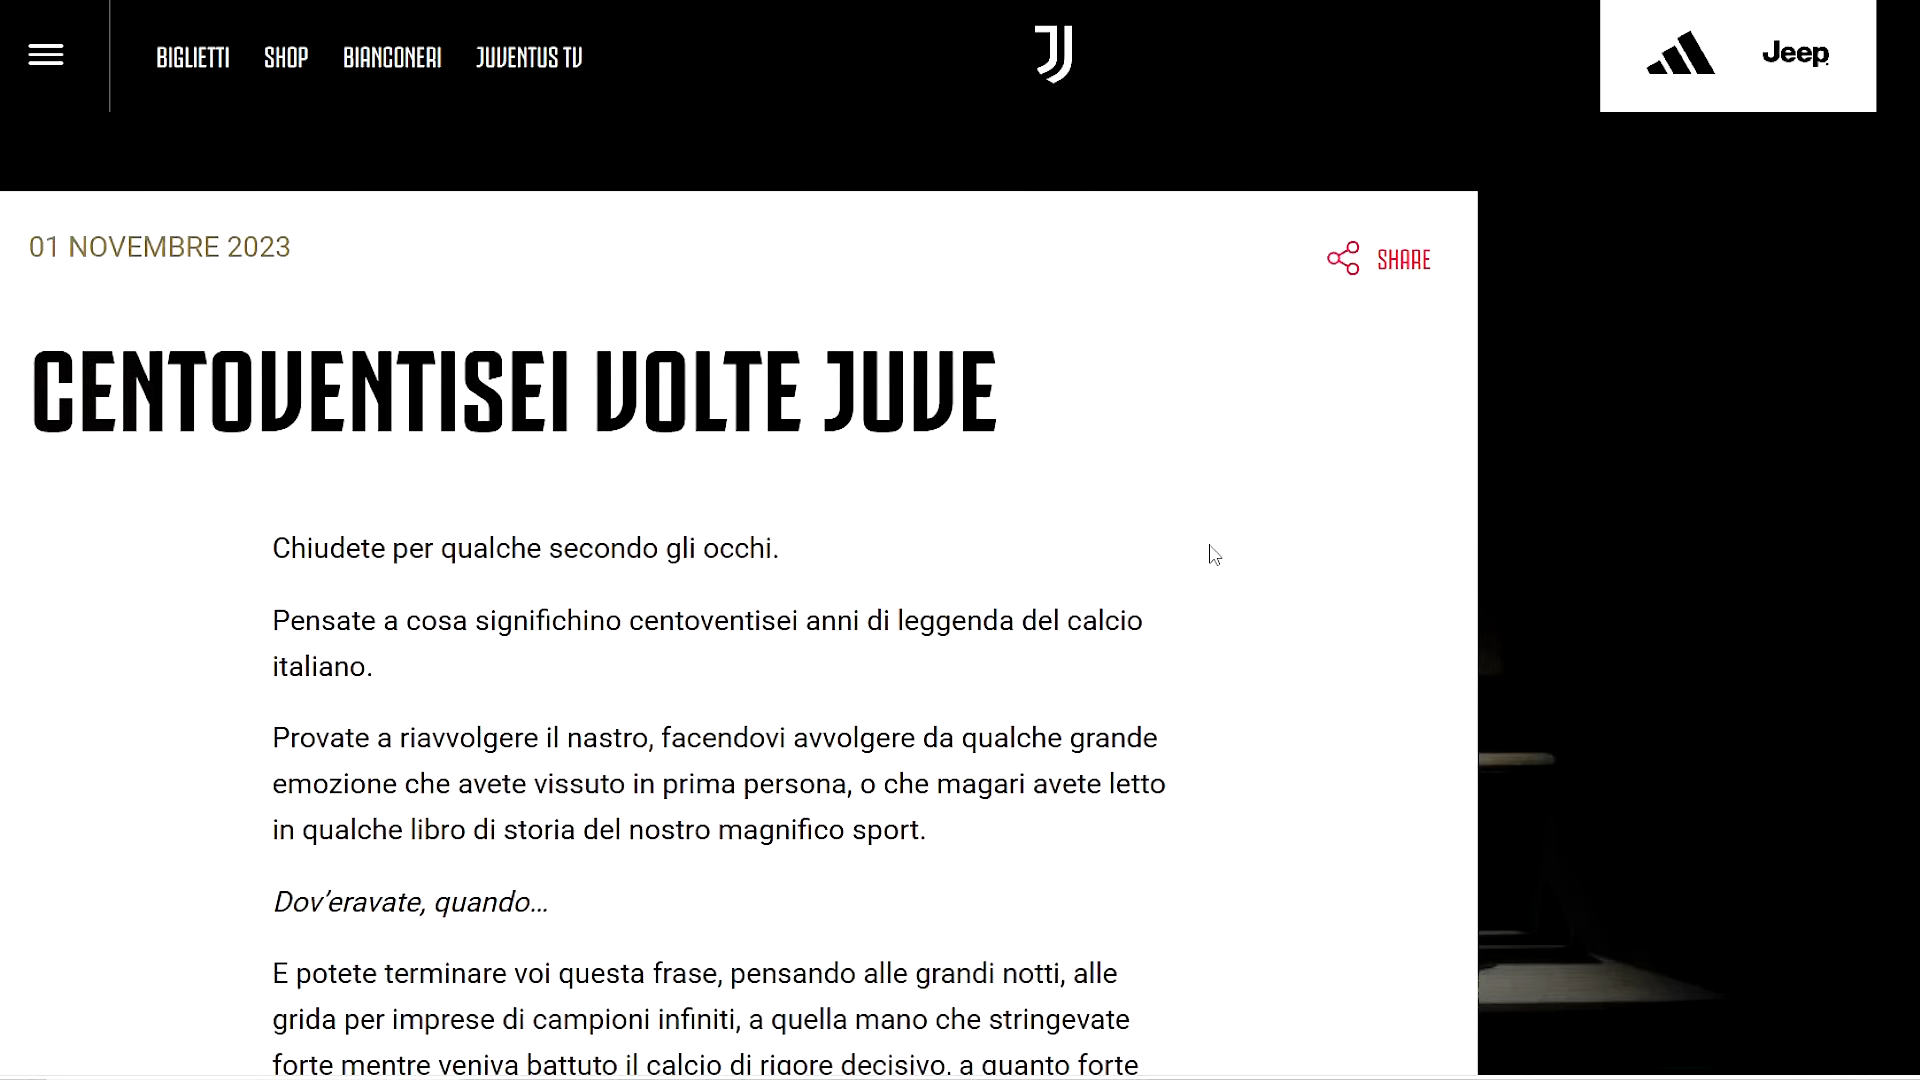 BIGLIETTI SHOP BIANCONERI JUVENTUS TV
Jeep
01 NOVEMBRE 2023
SHARE
CENTOVENTISEI VOLTE JUVE
Chiudete per qualche secondo gli occhi.
Pensate a cosa significhino centoventisei anni di leggenda del calcio
italiano.
Provate a riavvolgere il nastro, facendovi avvolgere da qualche grande
emozione che avete vissuto in prima persona, o che magari avete letto
in qualche libro di storia del nostro magnifico sport.
Dov’eravate, quando…
E potete terminare voi questa frase, pensando alle grandi notti, alle
grida per imprese di campioni infiniti, a quella mano che stringevate
forte mentre veniva battuto il calcio di rigore decisivo, a quanto forte